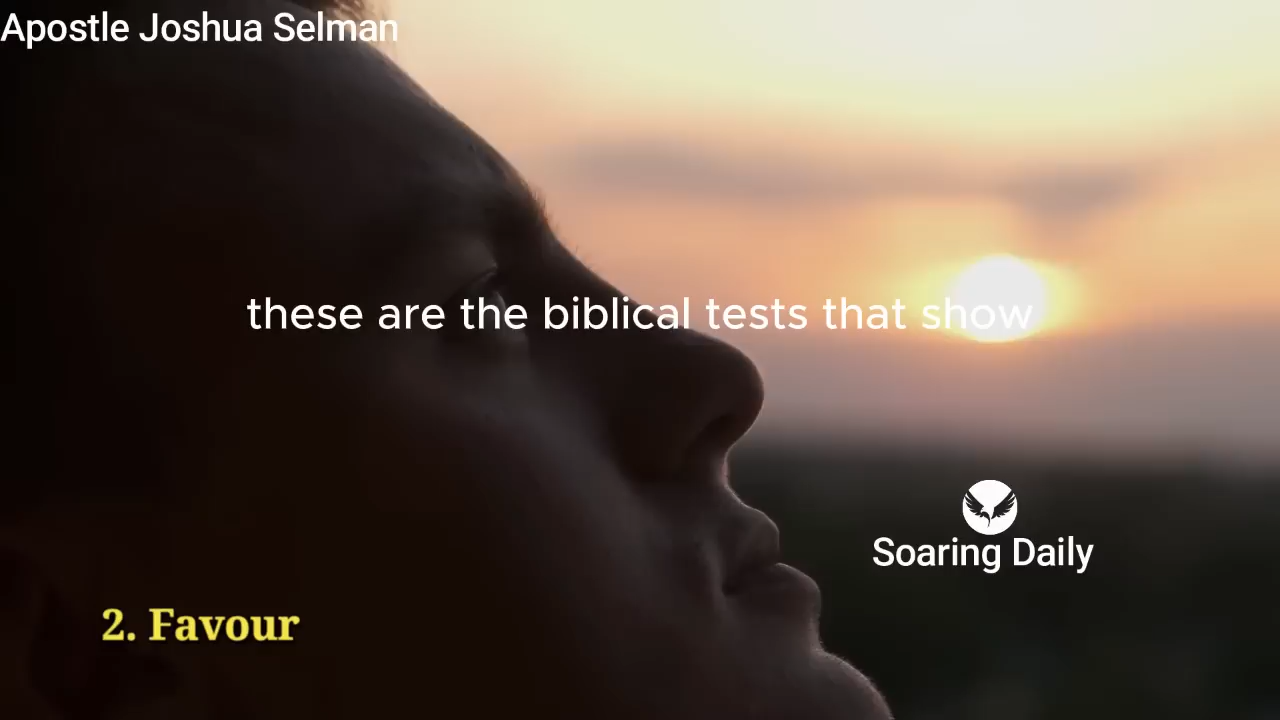 Apostle Joshua Selman
these are the biblical tests that show
Soaring Daily
2. Favour